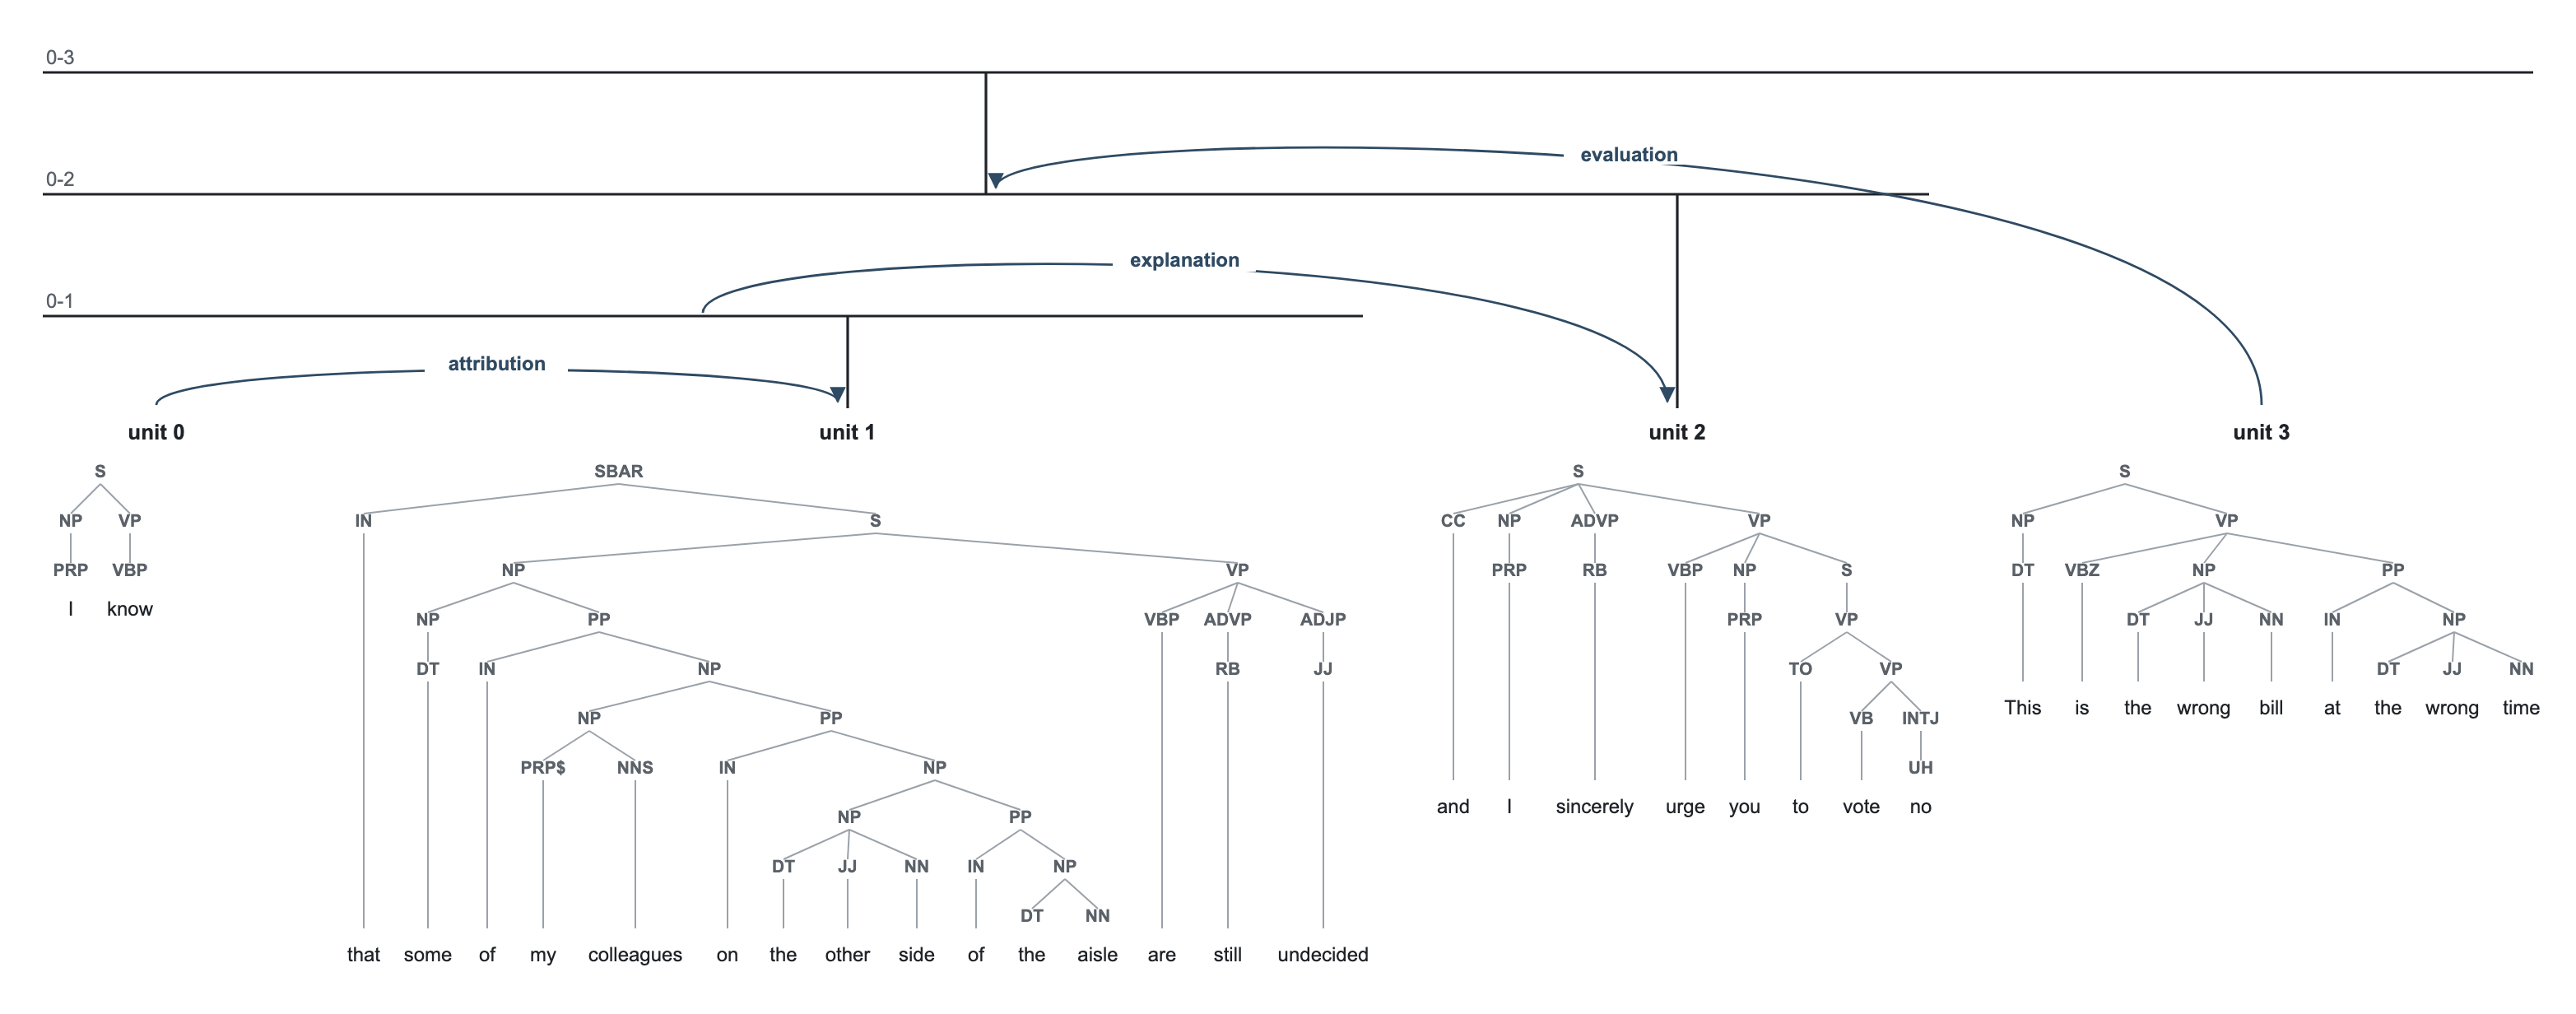 0-3
evaluation
0-2
explanation
0-1
attribution
unit 0 unit 1 unit 2 unit 3
S SBAR S S
NP VP IN S CC NP ADVP VP NP VP
PRP VBP NP VP PRP RB VBP NP S DT VBZ NP PP
I know NP PP VBP ADVP ADJP PRP VP DT JJ NN IN NP
DT IN NP RB JJ TO VP DT JJ NN
NP PP VB INTJ This is the wrong bill at the wrong time
PRP$ NNS IN NP UH
NP PP and I sincerely urge you to vote no
DT JJ NN IN NP
DT NN
that some of my colleagues on the other side of the aisle are still undecided